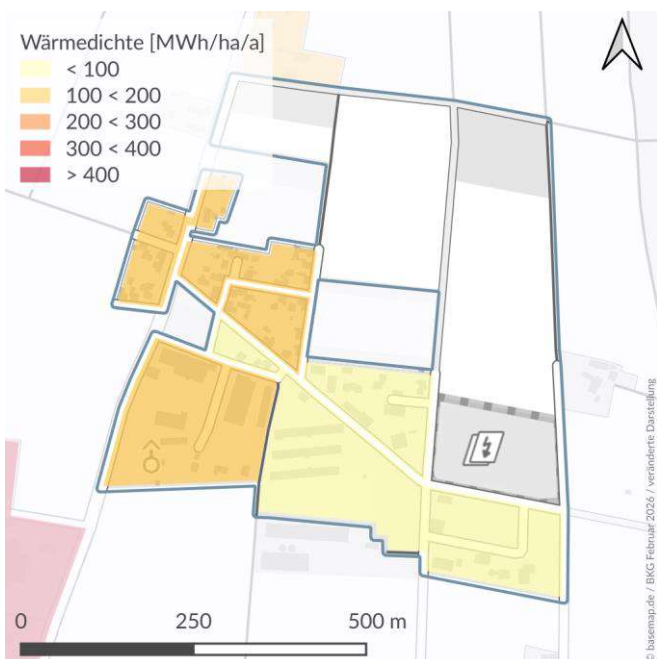 Wärmedichte [MWh/ha/a]
< 100
100 < 200
200 < 300
300 < 400
> 400
0 250 500 m
© basemap.de / BKG Februar 2026 / veränderte Darstellung